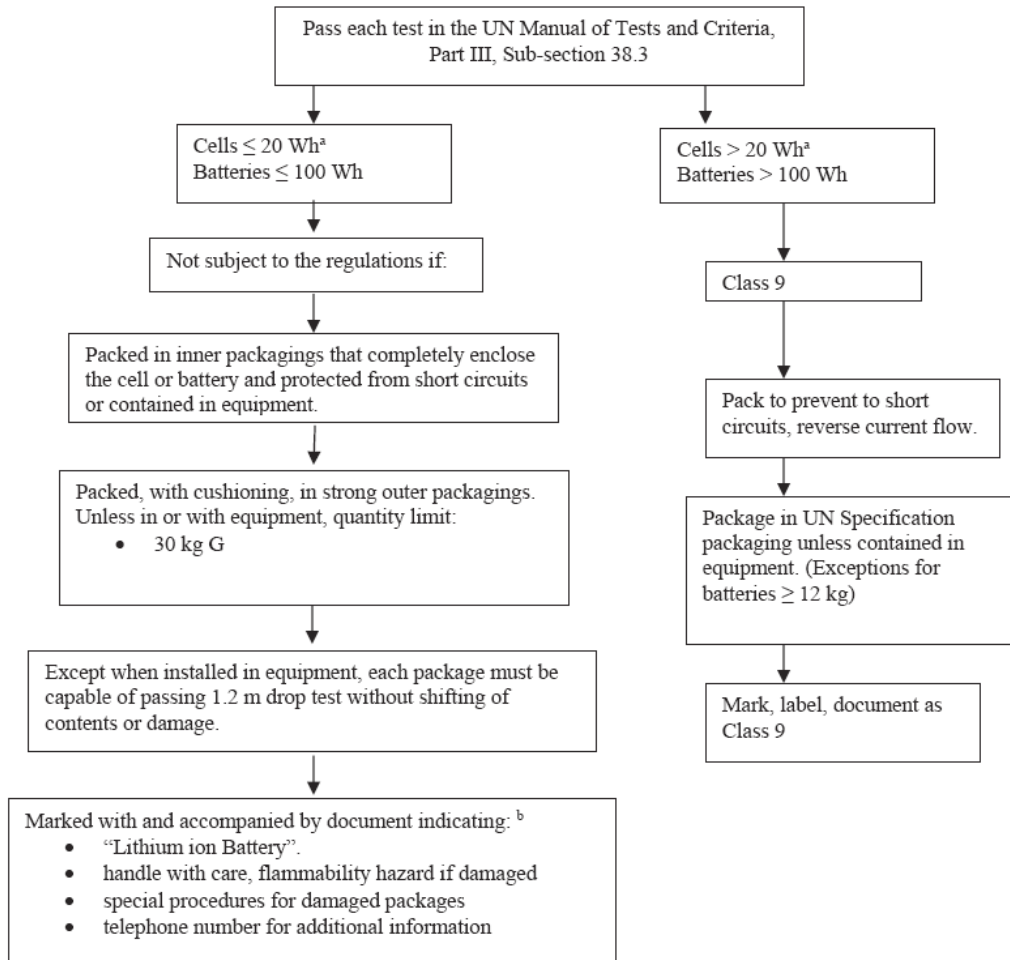 Pass each test in the UN Manual of Tests and Criteria,
Part III, Sub-section 38.3
Cells ≤ 20 Whᵃ
Batteries ≤ 100 Wh
Not subject to the regulations if:
Packed in inner packagings that completely enclose
the cell or battery and protected from short circuits
or contained in equipment.
Packed, with cushioning, in strong outer packagings.
Unless in or with equipment, quantity limit:
• 30 kg G
Except when installed in equipment, each package must be
capable of passing 1.2 m drop test without shifting of
contents or damage.
Marked with and accompanied by document indicating: ᵇ
• “Lithium ion Battery”.
• handle with care, flammability hazard if damaged
• special procedures for damaged packages
• telephone number for additional information
Cells > 20 Whᵃ
Batteries > 100 Wh
Class 9
Pack to prevent to short
circuits, reverse current flow.
Package in UN Specification
packaging unless contained in
equipment. (Exceptions for
batteries ≥ 12 kg)
Mark, label, document as
Class 9